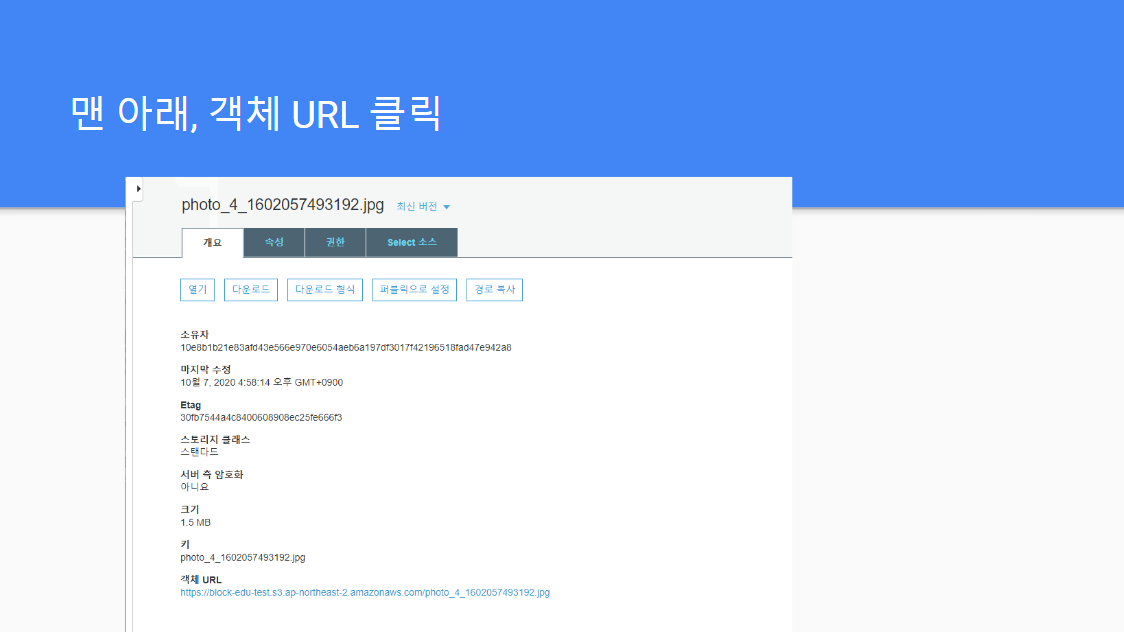 맨 아래, 객체 URL 클릭
photo_4_1602057493192.jpg 최신 버전
개요 속성 권한 Select 소스
열기 다운로드 다운로드 형식 퍼블릭으로 설정 경로 복사
소유자
10e8b1b21e83afd43e566e970e6054aeb6a197df3017f42196518fad47e942a8
마지막 수정
10월 7, 2020 4:58:14 오후 GMT+0900
Etag
30fb7544a4c8400608908ec25fe666f3
스토리지 클래스
스탠다드
서버 측 암호화
아니요
크기
1.5 MB
키
photo_4_1602057493192.jpg
객체 URL
https://block-edu-test.s3.ap-northeast-2.amazonaws.com/photo_4_1602057493192.jpg